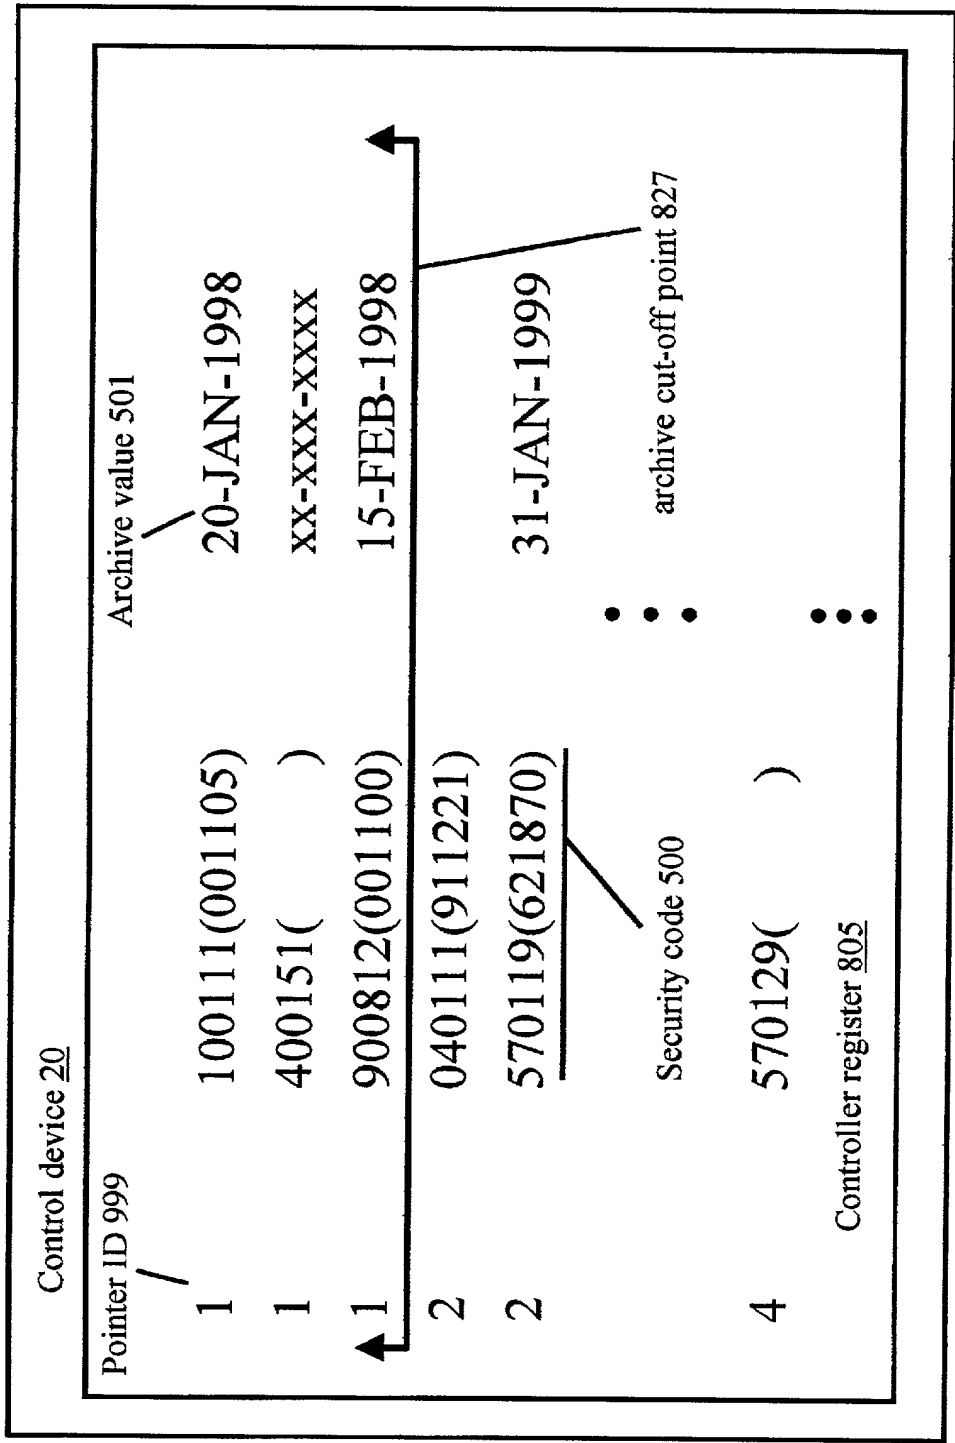 Control device 20
Pointer ID 999
Archive value 501
1 100111(001105) 20-JAN-1998
1 400151( ) xx-xxx-xxxx
1 900812(001100) 15-FEB-1998
2 040111(911221)
2 570119(621870) 31-JAN-1999
Security code 500
archive cut-off point 827
4 570129( )
Controller register 805